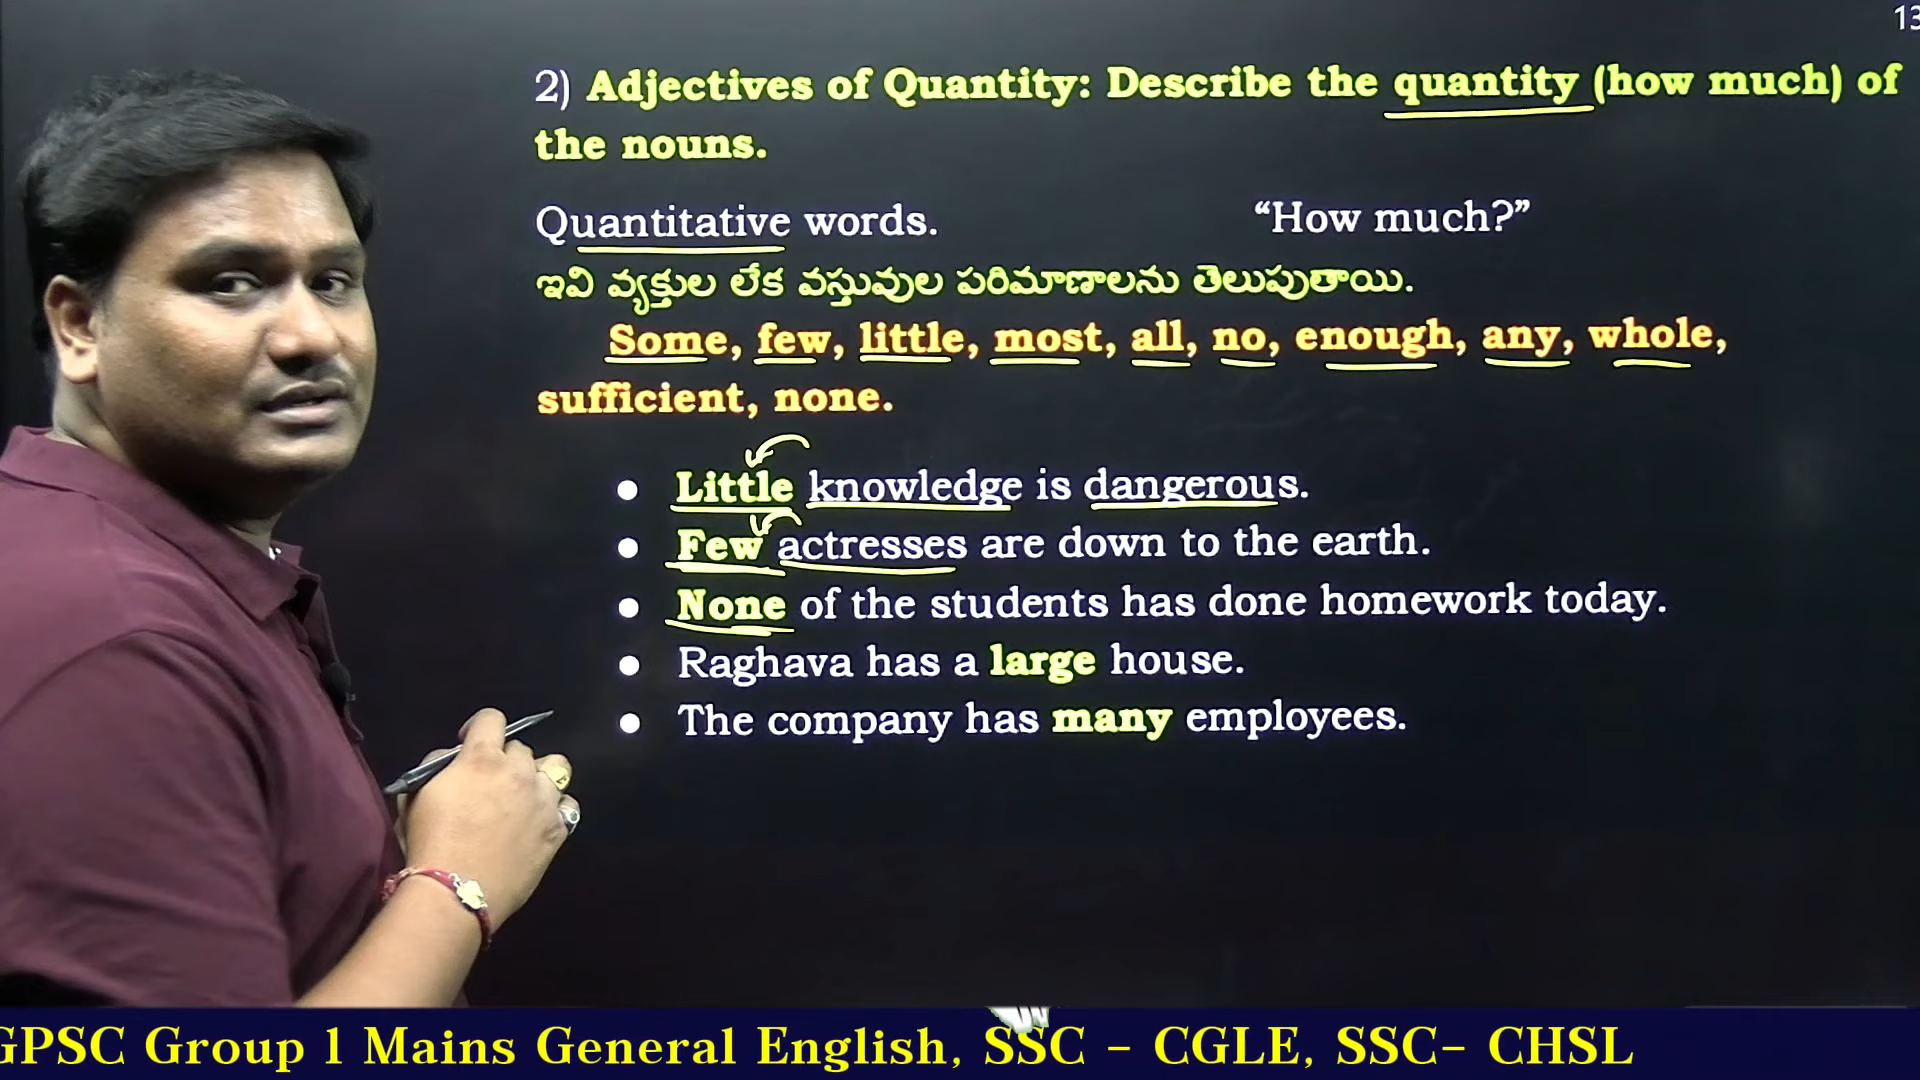 13
2) Adjectives of Quantity: Describe the quantity (how much) of
the nouns.
Quantitative words. “How much?”
ఇవి వ్యక్తుల లేక వస్తువుల పరిమాణాలను తెలుపుతాయి.
Some, few, little, most, all, no, enough, any, whole,
sufficient, none.
● Little knowledge is dangerous.
● Few actresses are down to the earth.
● None of the students has done homework today.
● Raghava has a large house.
● The company has many employees.
GPSC Group 1 Mains General English, SSC - CGLE, SSC- CHSL